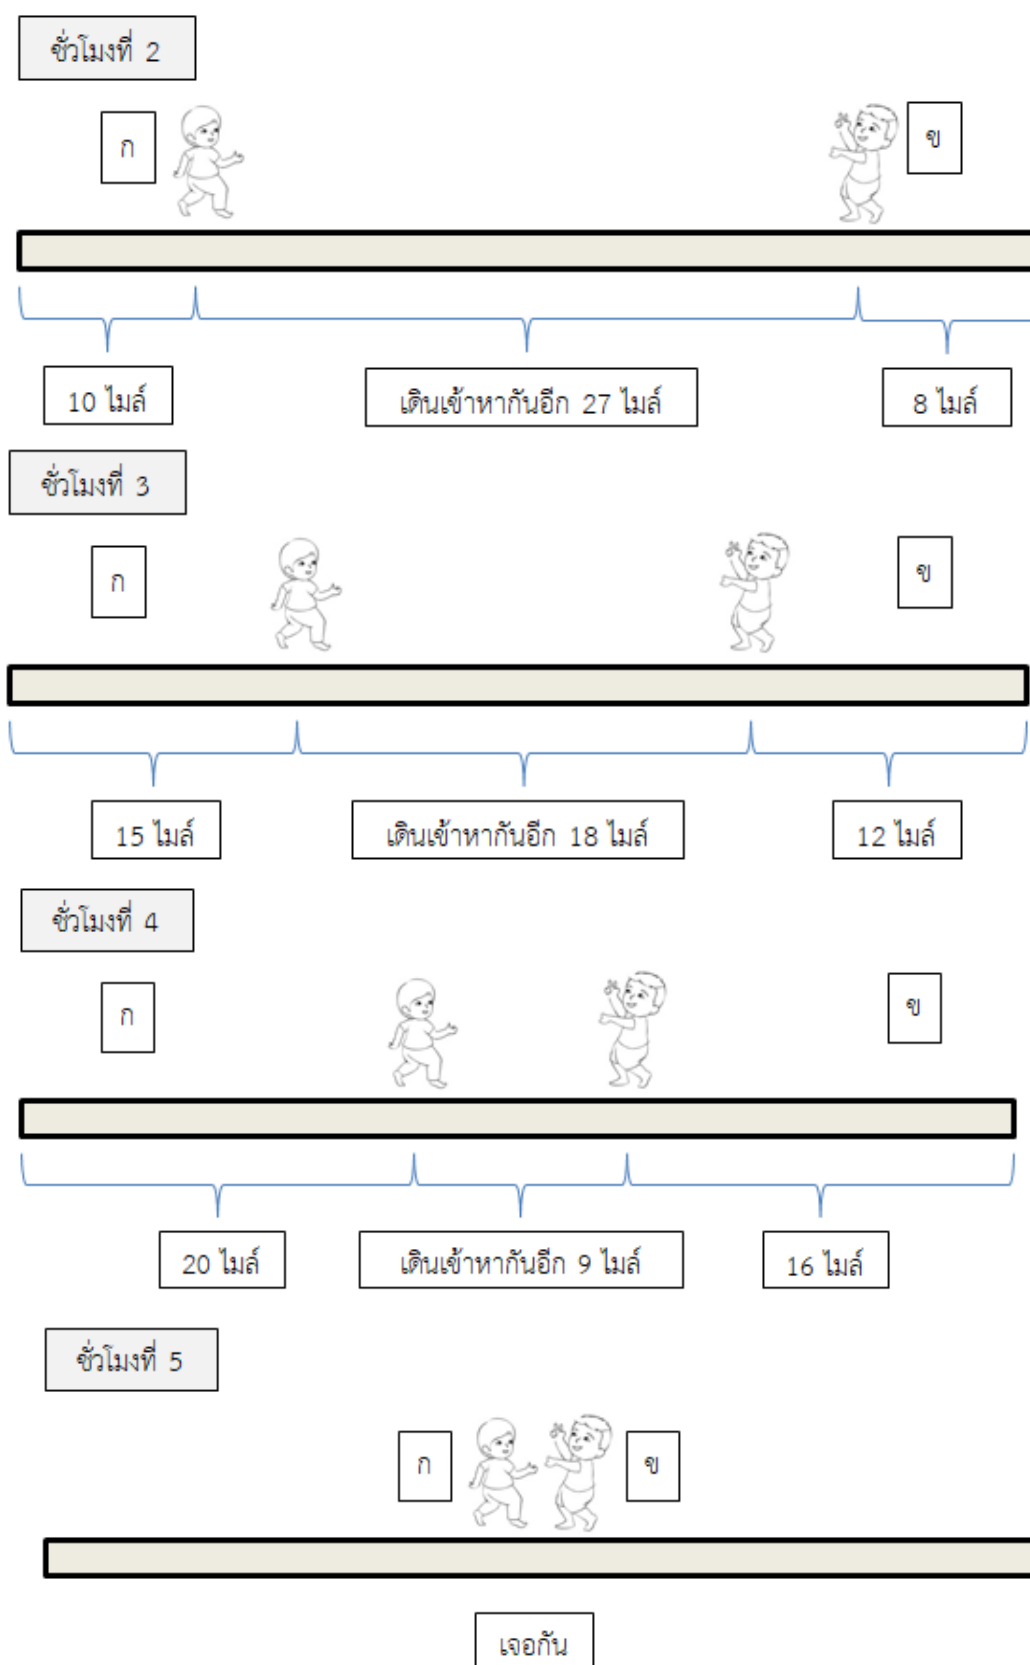 ชั่วโมงที่ 2
ก
ข
10 ไมล์
เดินเข้าหากันอีก 27 ไมล์
8 ไมล์
ชั่วโมงที่ 3
ก
ข
15 ไมล์
เดินเข้าหากันอีก 18 ไมล์
12 ไมล์
ชั่วโมงที่ 4
ก
ข
20 ไมล์
เดินเข้าหากันอีก 9 ไมล์
16 ไมล์
ชั่วโมงที่ 5
ก
ข
เจอกัน